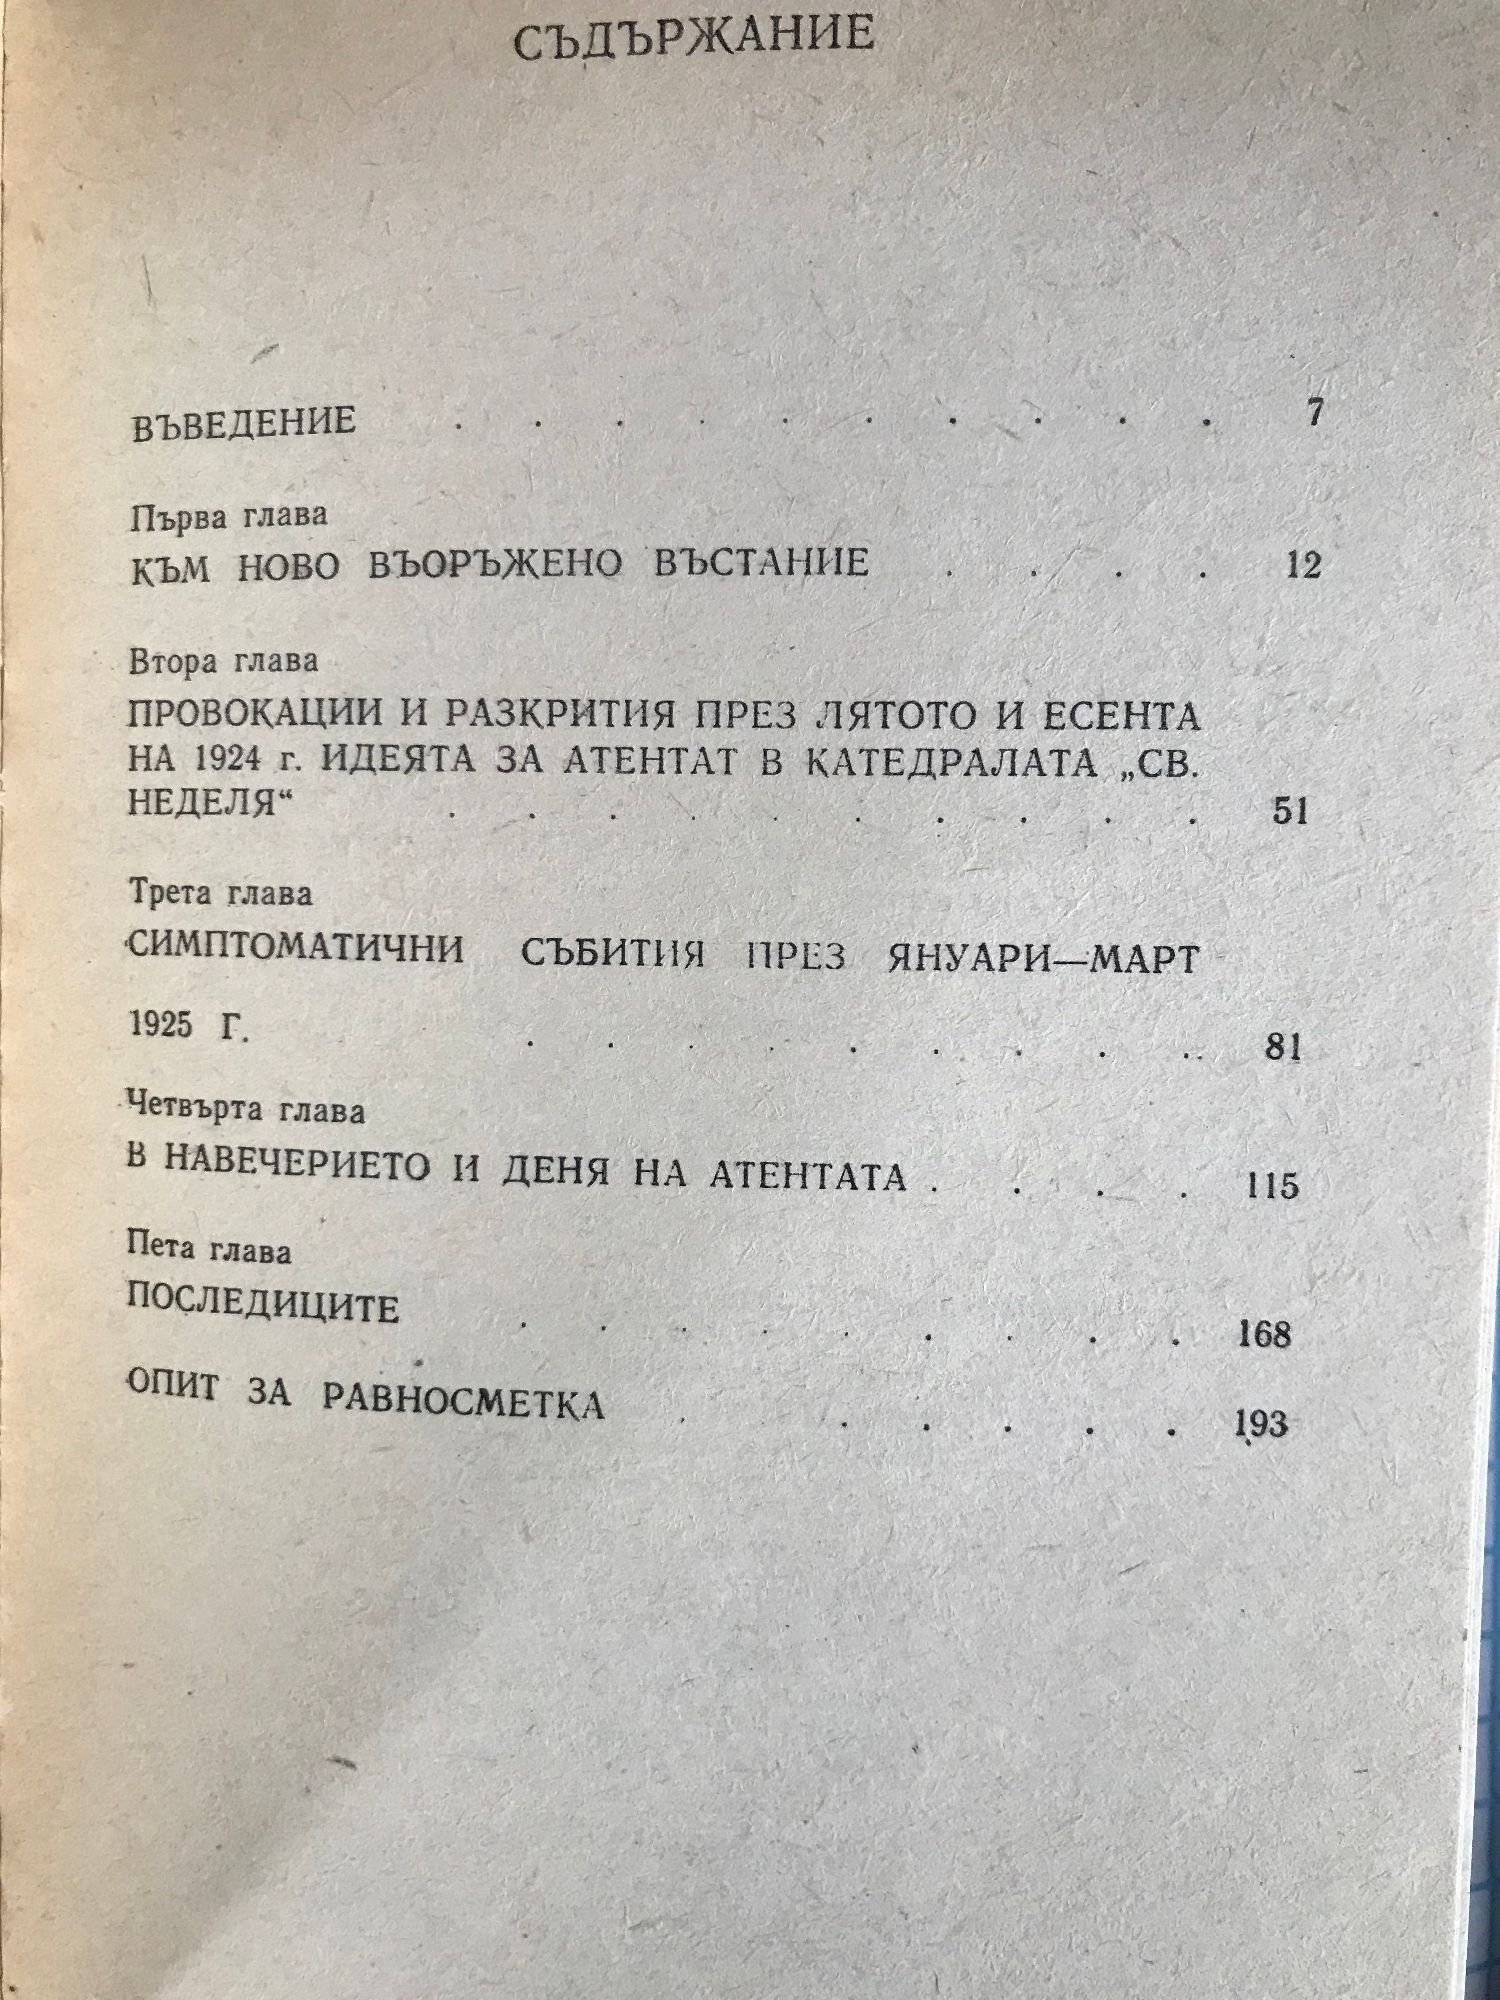 СЪДЪРЖАНИЕ
ВЪВЕДЕНИЕ . . . . . . . . . . 7
Първа глава
КЪМ НОВО ВЪОРЪЖЕНО ВЪСТАНИЕ . . . . 12
Втора глава
ПРОВОКАЦИИ И РАЗКРИТИЯ ПРЕЗ ЛЯТОТО И ЕСЕНТА
НА 1924 г. ИДЕЯТА ЗА АТЕНТАТ В КАТЕДРАЛАТА „СВ.
НЕДЕЛЯ“ . . . . . . . . . . 51
Трета глава
СИМПТОМАТИЧНИ СЪБИТИЯ ПРЕЗ ЯНУАРИ—МАРТ
1925 Г. . . . . . . . . .. 81
Четвърта глава
В НАВЕЧЕРИЕТО И ДЕНЯ НА АТЕНТАТА . . . . 115
Пета глава
ПОСЛЕДИЦИТЕ . . . . . . . . . 168
ОПИТ ЗА РАВНОСМЕТКА . . . . . . 193